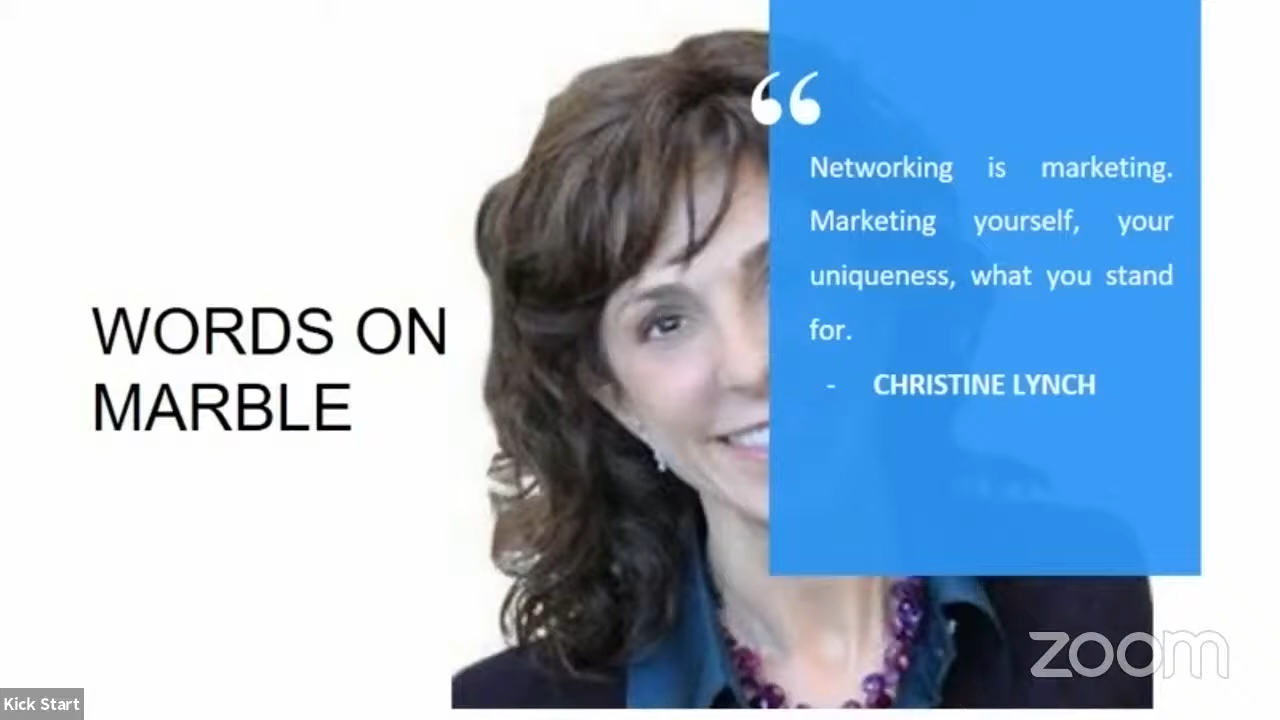 WORDS ON
MARBLE
“
Networking is marketing.
Marketing yourself, your
uniqueness, what you stand
for.
- CHRISTINE LYNCH
zoom
Kick Start